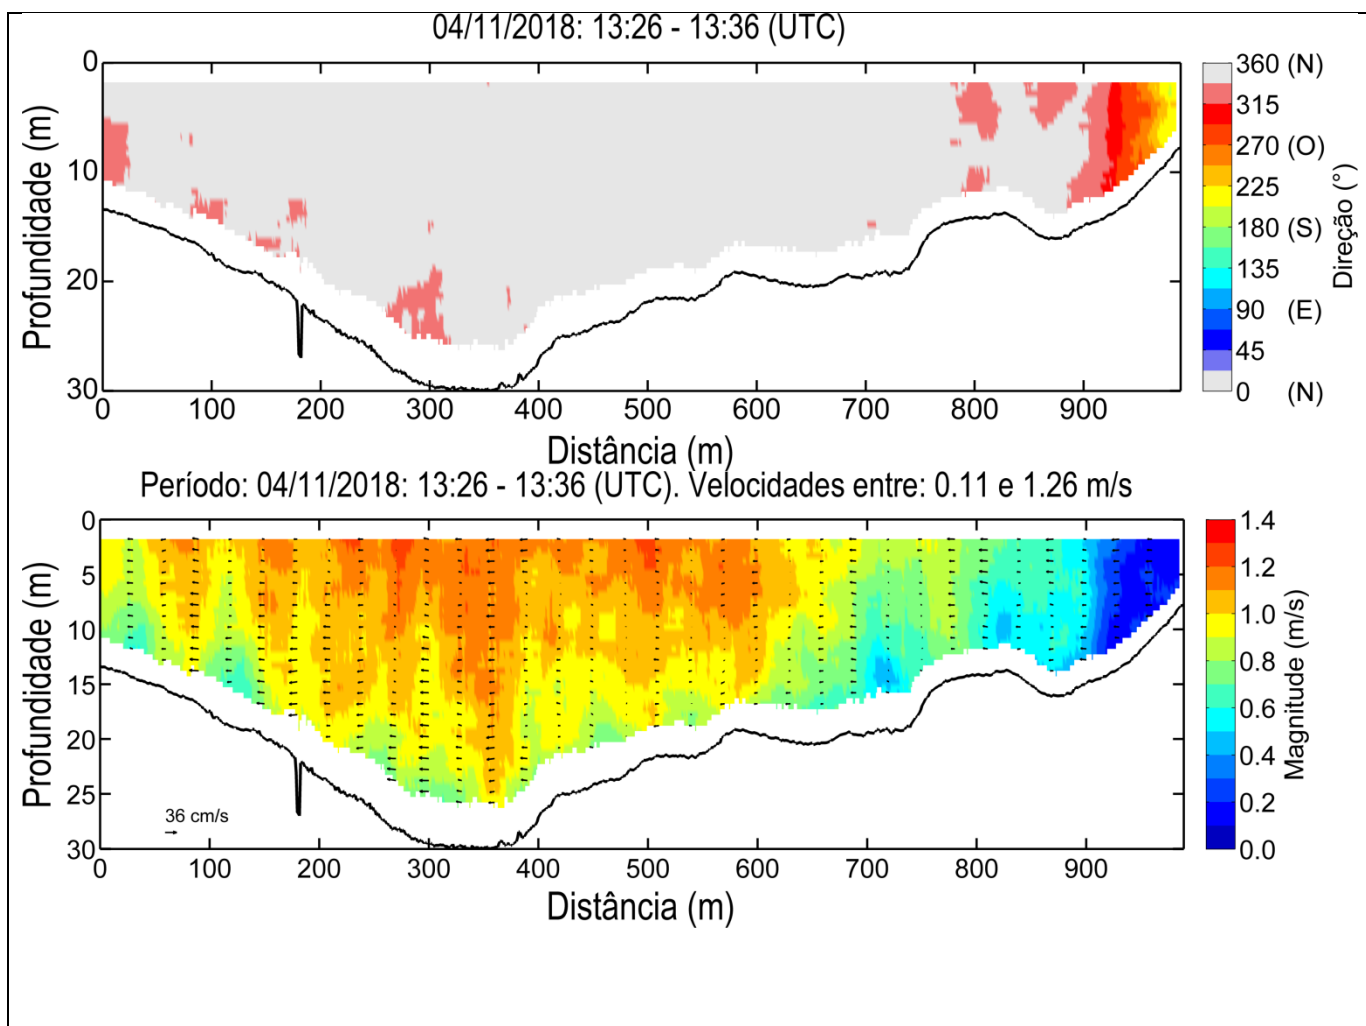 04/11/2018: 13:26 - 13:36 (UTC)
0
10
20
30
Profundidade (m)
0 100 200 300 400 500 600 700 800 900
Distância (m)
360 (N)
315
270 (O)
225
180 (S)
135
90 (E)
45
0 (N)
Direção (°)
Período: 04/11/2018: 13:26 - 13:36 (UTC). Velocidades entre: 0.11 e 1.26 m/s
0
5
10
15
20
25
30
Profundidade (m)
36 cm/s
0 100 200 300 400 500 600 700 800 900
Distância (m)
1.4
1.2
1.0
0.8
0.6
0.4
0.2
0.0
Magnitude (m/s)